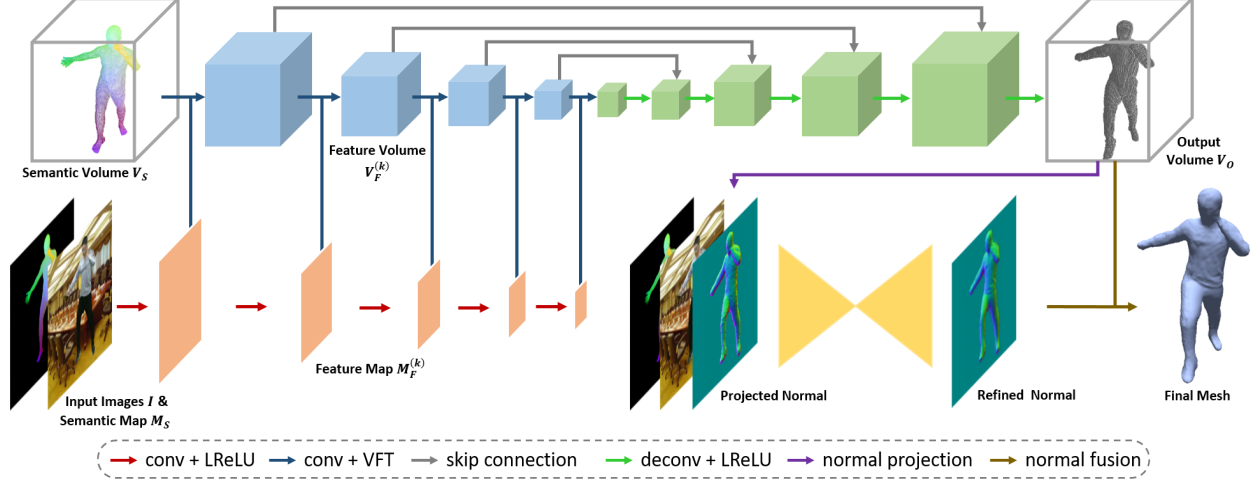 Semantic Volume V_S
Feature Volume
V_F^(k)
Output
Volume V_O
Input Images I &
Semantic Map M_S
Feature Map M_F^(k)
Projected Normal
Refined Normal
Final Mesh
conv + LReLU
conv + VFT
skip connection
deconv + LReLU
normal projection
normal fusion